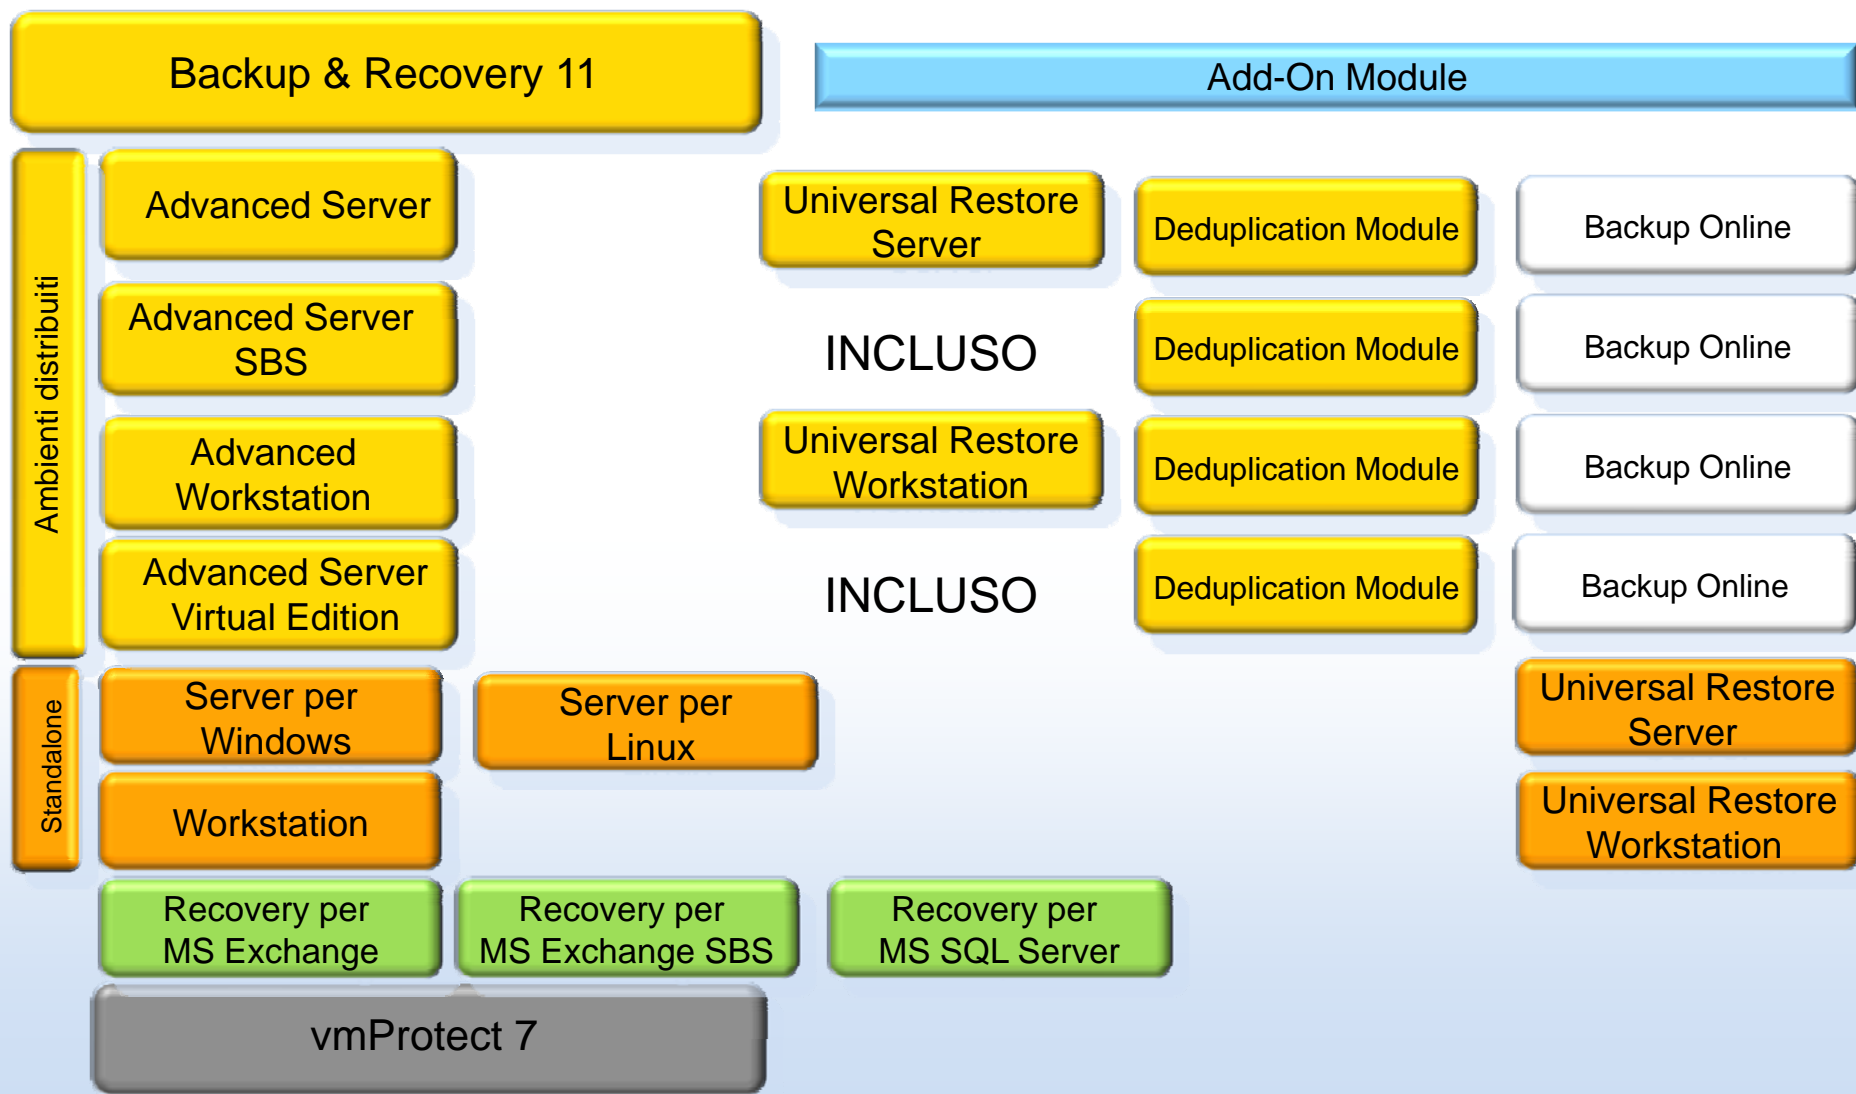 Backup & Recovery 11
Add-On Module
Ambienti distribuiti
Advanced Server
Universal Restore
Server
Deduplication Module
Backup Online
Advanced Server
SBS
INCLUSO
Deduplication Module
Backup Online
Advanced
Workstation
Universal Restore
Workstation
Deduplication Module
Backup Online
Advanced Server
Virtual Edition
INCLUSO
Deduplication Module
Backup Online
Standalone
Server per
Windows
Server per
Linux
Universal Restore
Server
Workstation
Universal Restore
Workstation
Recovery per
MS Exchange
Recovery per
MS Exchange SBS
Recovery per
MS SQL Server
vmProtect 7